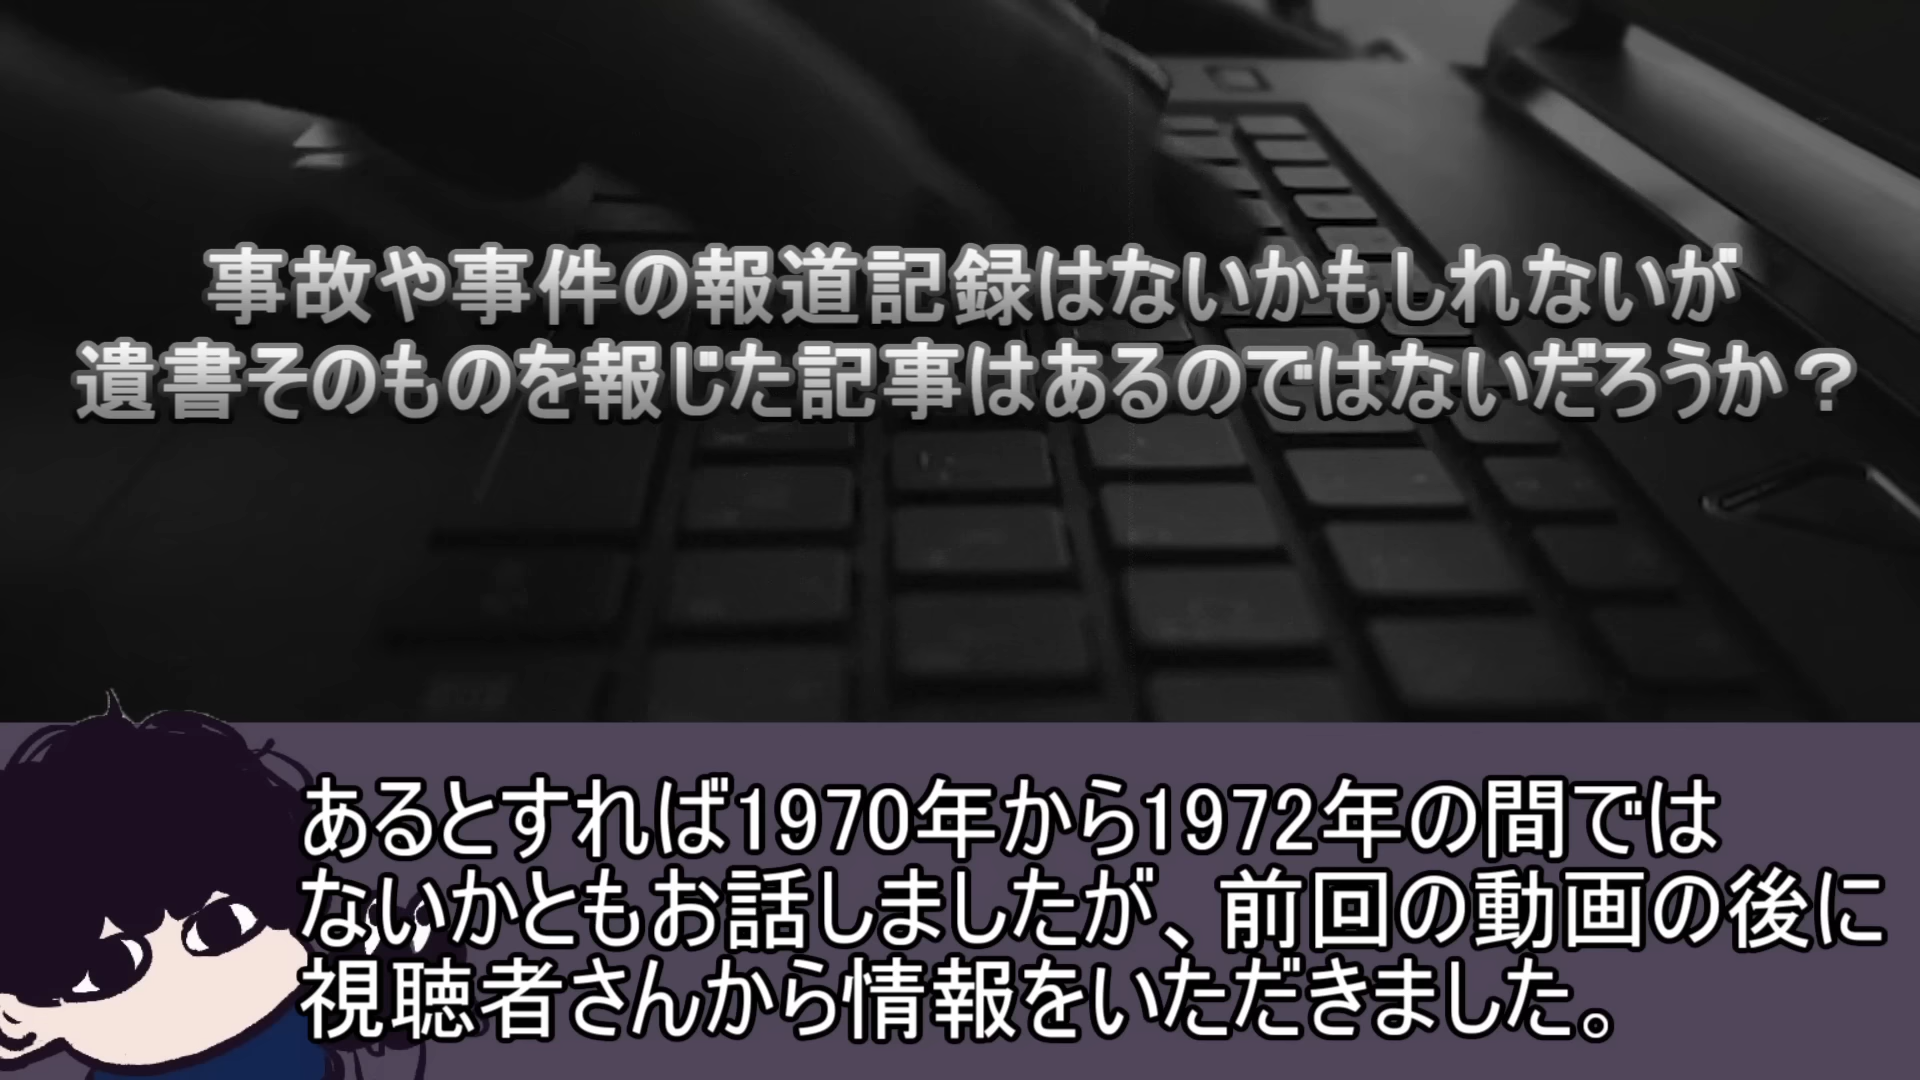 事故や事件の報道記録はないかもしれないが
遺書そのものを報じた記事はあるのではないだろうか？
あるとすれば1970年から1972年の間では
ないかともお話しましたが、前回の動画の後に
視聴者さんから情報をいただきました。